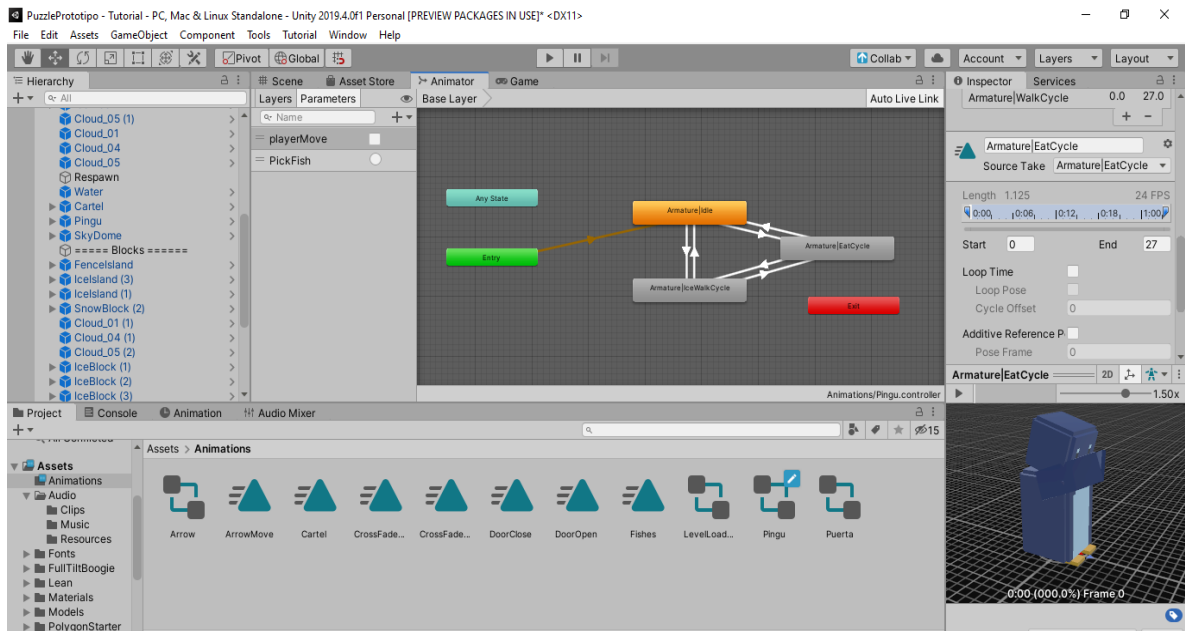 PuzzlePrototipo - Tutorial - PC, Mac & Linux Standalone - Unity 2019.4.0f1 Personal [PREVIEW PACKAGES IN USE]* <DX11>
File Edit Assets GameObject Component Tools Tutorial Window Help
Pivot Global Collab Account Layers Layout
Hierarchy
All
Cloud_05 (1)
Cloud_01
Cloud_04
Cloud_05
Respawn
Water
Cartel
Pingu
SkyDome
===== Blocks ======
FenceIsland
IceIsland (3)
IceIsland (1)
SnowBlock (2)
Cloud_01 (1)
Cloud_04 (1)
Cloud_05 (2)
IceBlock (1)
IceBlock (2)
IceBlock (3)
Scene Asset Store Animator Game
Layers Parameters Base Layer Auto Live Link
Name
playerMove
PickFish
Any State
Entry
Armature|Idle
Armature|EatCycle
Armature|IceWalkCycle
Exit
Animations/Pingu.controller
Inspector Services
Armature|WalkCycle 0.0 27.0
Armature|EatCycle
Source Take Armature|EatCycle
Length 1.125 24 FPS
0:00 0:06 0:12 0:18 1:00
Start 0 End 27
Loop Time
Loop Pose
Cycle Offset 0
Additive Reference P
Pose Frame 0
Armature|EatCycle 2D
1.50x
0:00 (000.0%) Frame 0
Project Console Animation Audio Mixer
15
Assets
Animations
Audio
Clips
Music
Resources
Fonts
FullTiltBoogie
Lean
Materials
Models
PolygonStarter
Assets > Animations
Arrow ArrowMove Cartel CrossFade... CrossFade... DoorClose DoorOpen Fishes LevelLoad... Pingu Puerta